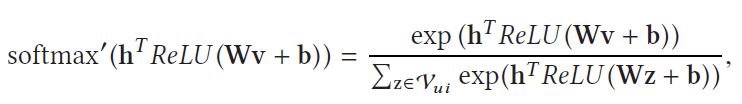 softmax′(h^T ReLU(Wv + b)) = exp (h^T ReLU(Wv + b)) / ∑_{z∈𝒱_{ui}} exp(h^T ReLU(Wz + b)) ,